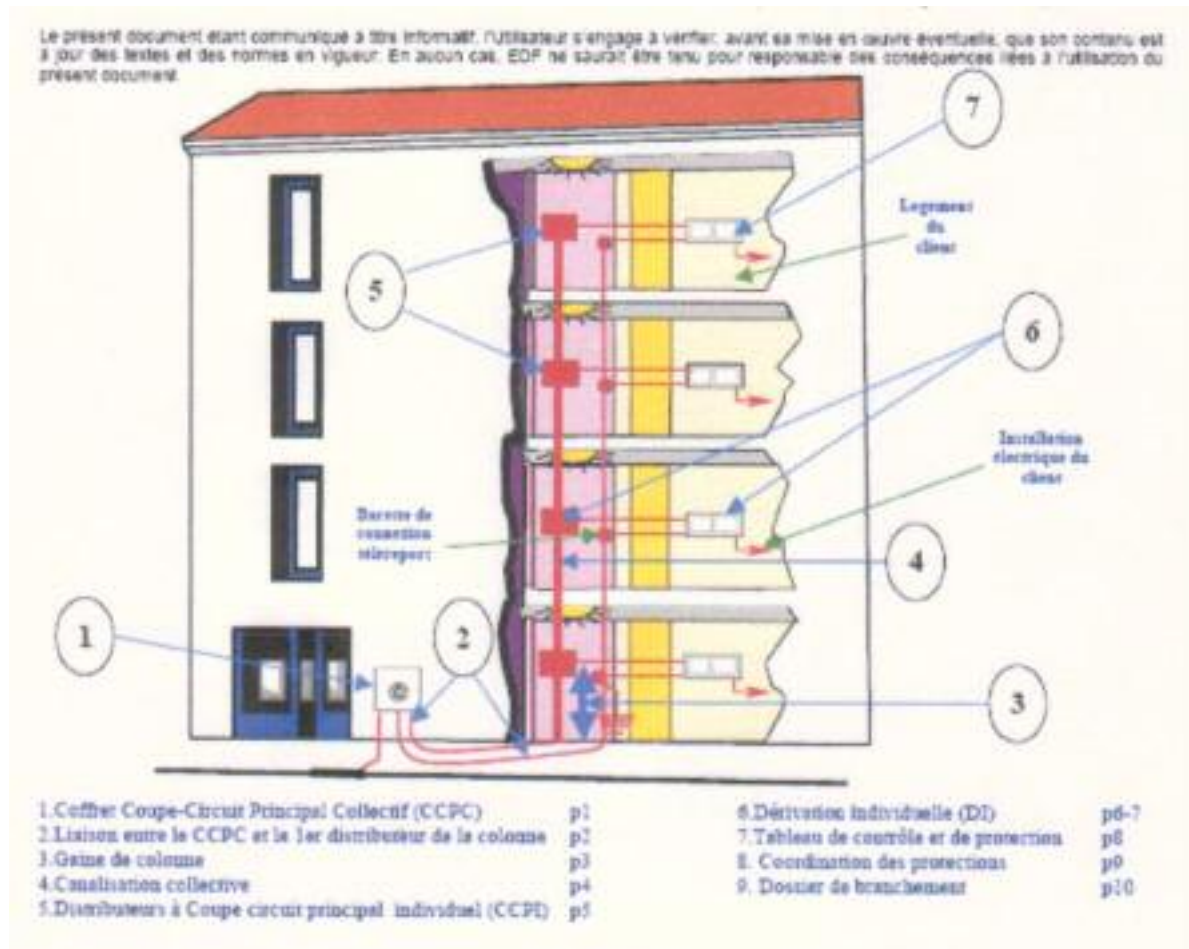 Le présent document étant communiqué à titre informatif, l'utilisateur s'engage à vérifier, avant sa mise en œuvre éventuelle, que son contenu est
à jour des textes et des normes en vigueur. En aucun cas, EDF ne saurait être tenu pour responsable des conséquences liées à l'utilisation du
présent document.
7
Logement
du
client
5
6
Installation
électrique du
client
Barette de
connexion
téléreport
4
1
2
3
1.Coffret Coupe-Circuit Principal Collectif (CCPC) p1
2.Liaison entre le CCPC et le 1er distributeur de la colonne p2
3.Gaine de colonne p3
4.Canalisation collective p4
5.Distributeurs à Coupe circuit principal individuel (CCPI) p5
6.Dérivation individuelle (DI) p6-7
7.Tableau de contrôle et de protection p8
8. Coordination des protections p9
9. Dossier de branchement p10